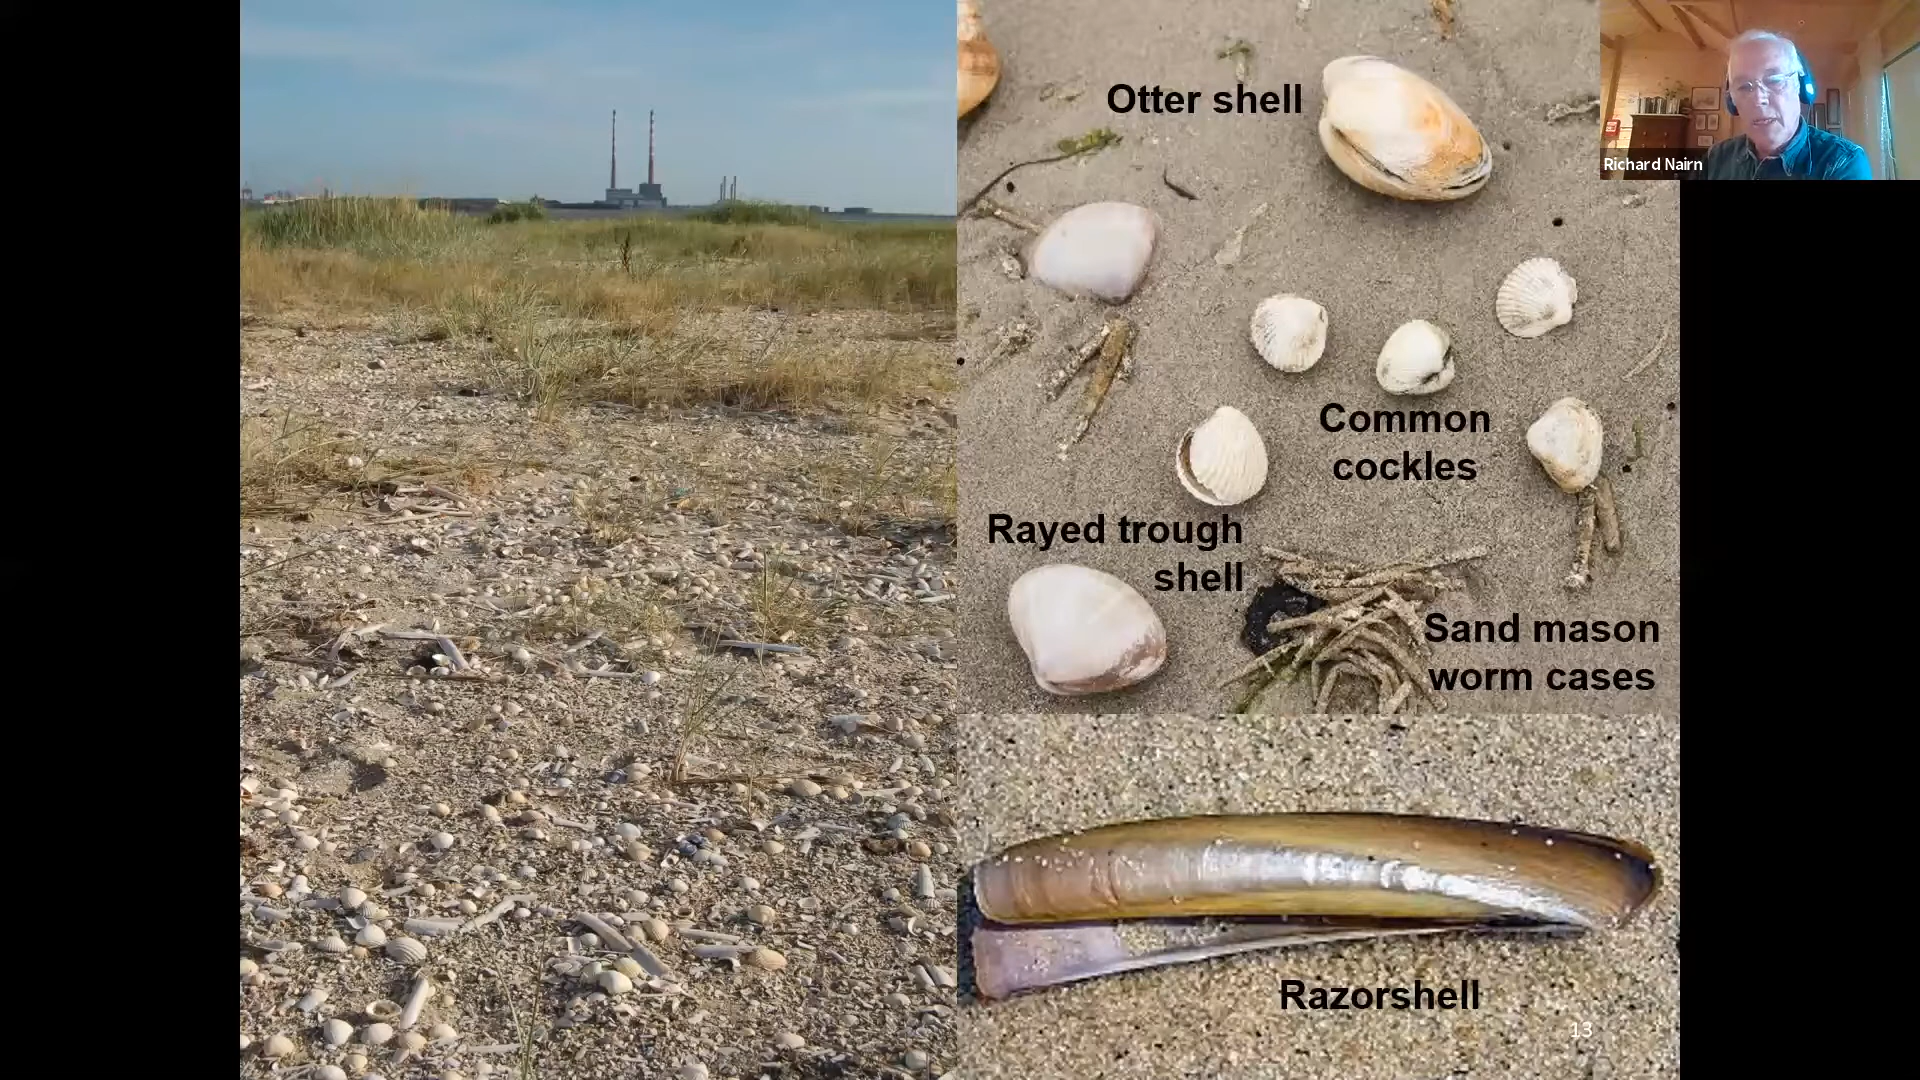 Otter shell
Richard Nairn
Common
cockles
Rayed trough
shell
Sand mason
worm cases
Razorshell
13